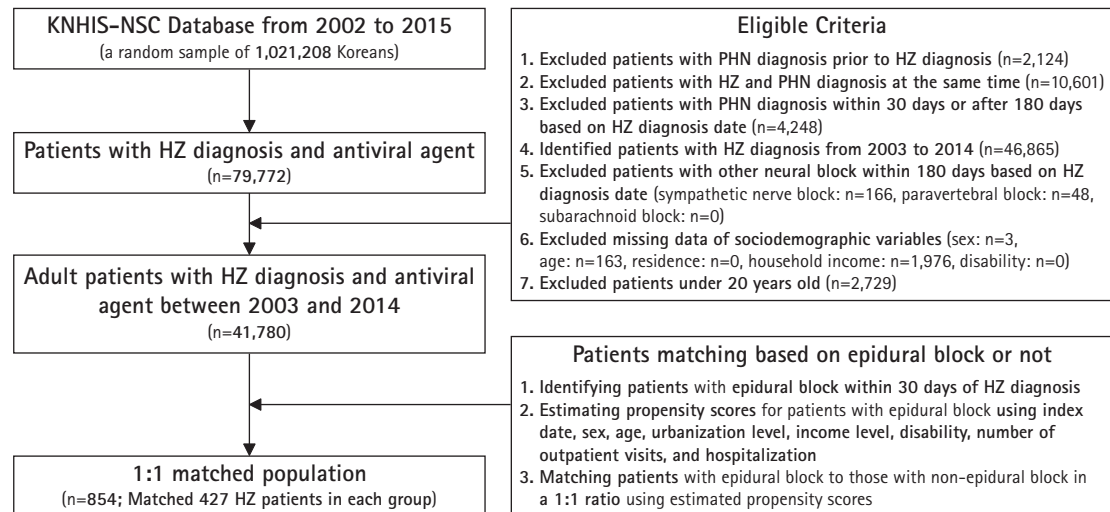 KNHIS-NSC Database from 2002 to 2015
(a random sample of 1,021,208 Koreans)
Patients with HZ diagnosis and antiviral agent
(n=79,772)
Adult patients with HZ diagnosis and antiviral
agent between 2003 and 2014
(n=41,780)
1:1 matched population
(n=854; Matched 427 HZ patients in each group)
Eligible Criteria
1. Excluded patients with PHN diagnosis prior to HZ diagnosis (n=2,124)
2. Excluded patients with HZ and PHN diagnosis at the same time (n=10,601)
3. Excluded patients with PHN diagnosis within 30 days or after 180 days
based on HZ diagnosis date (n=4,248)
4. Identified patients with HZ diagnosis from 2003 to 2014 (n=46,865)
5. Excluded patients with other neural block within 180 days based on HZ
diagnosis date (sympathetic nerve block: n=166, paravertebral block: n=48,
subarachnoid block: n=0)
6. Excluded missing data of sociodemographic variables (sex: n=3,
age: n=163, residence: n=0, household income: n=1,976, disability: n=0)
7. Excluded patients under 20 years old (n=2,729)
Patients matching based on epidural block or not
1. Identifying patients with epidural block within 30 days of HZ diagnosis
2. Estimating propensity scores for patients with epidural block using index
date, sex, age, urbanization level, income level, disability, number of
outpatient visits, and hospitalization
3. Matching patients with epidural block to those with non-epidural block in
a 1:1 ratio using estimated propensity scores